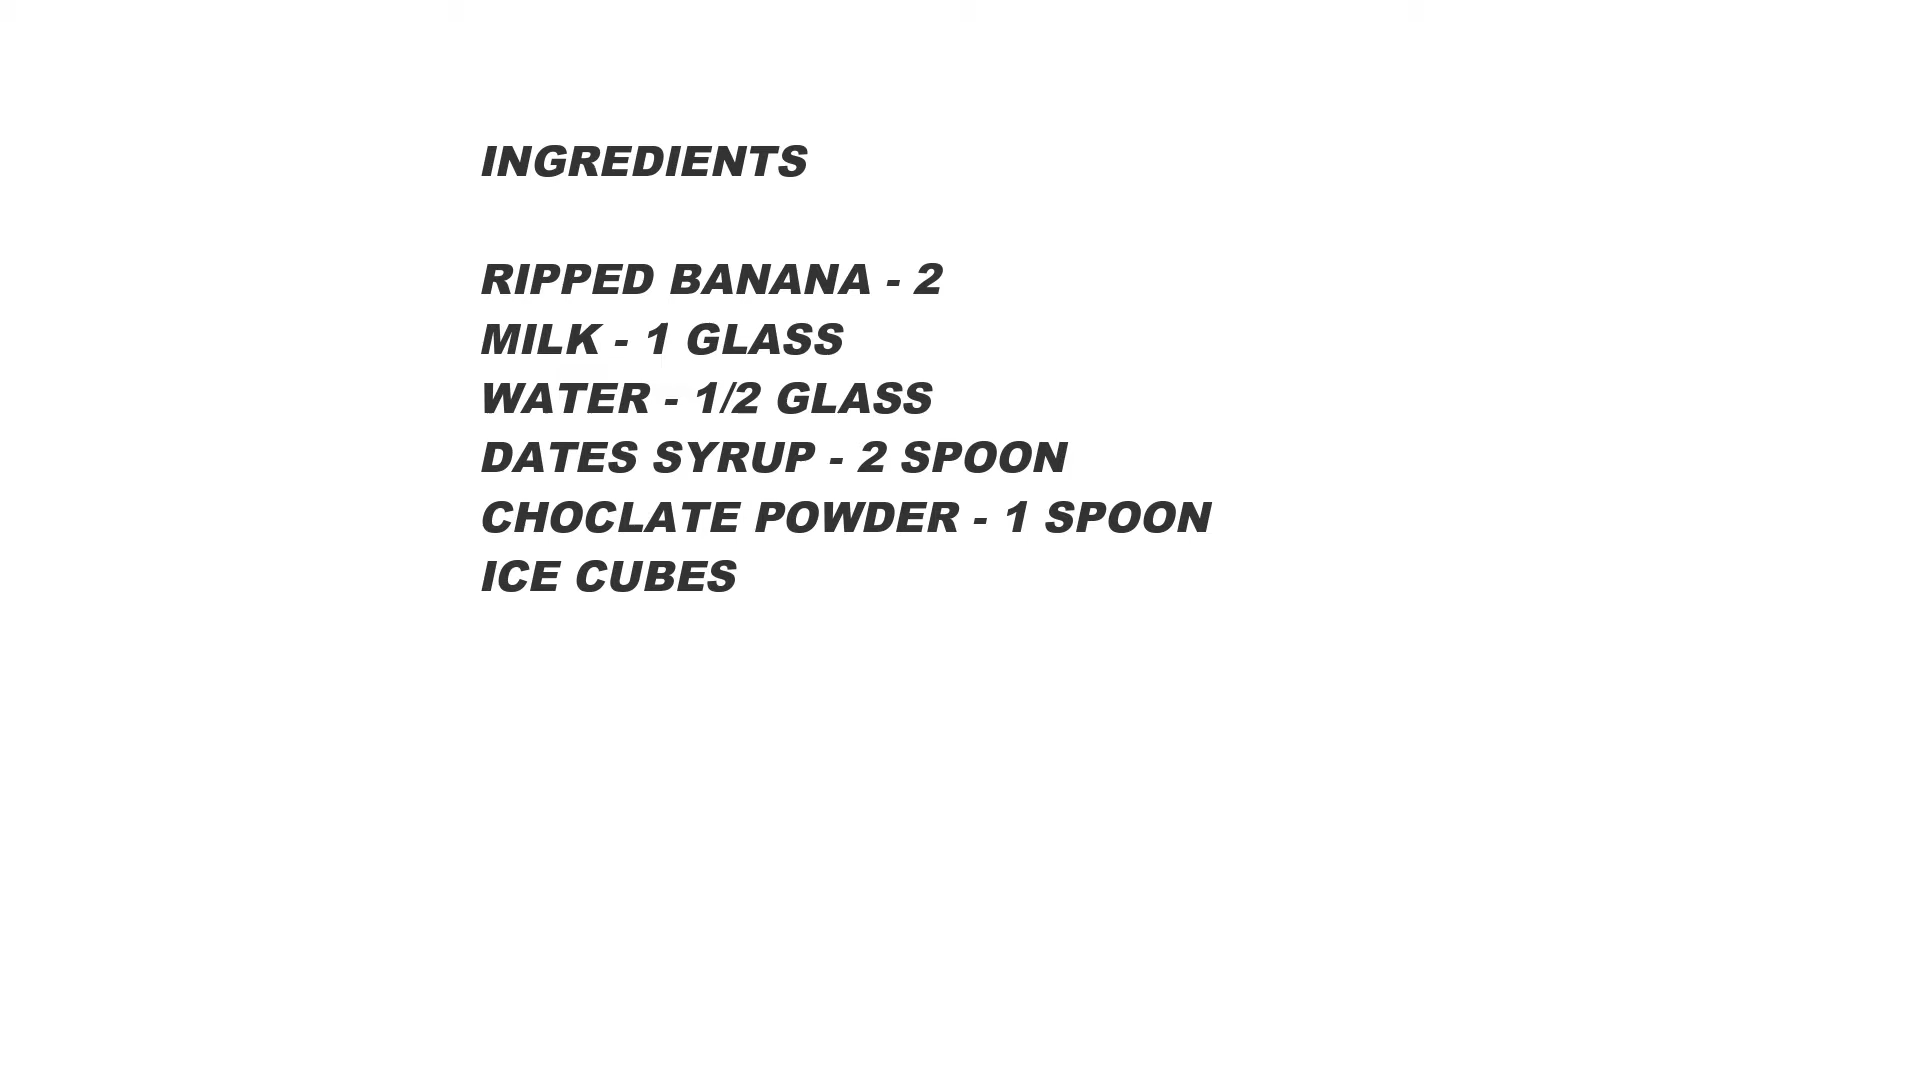 INGREDIENTS
RIPPED BANANA - 2
MILK - 1 GLASS
WATER - 1/2 GLASS
DATES SYRUP - 2 SPOON
CHOCLATE POWDER - 1 SPOON
ICE CUBES